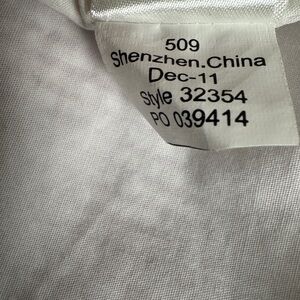 509
Shenzhen.China
Dec-11
Style 32354
PO 039414